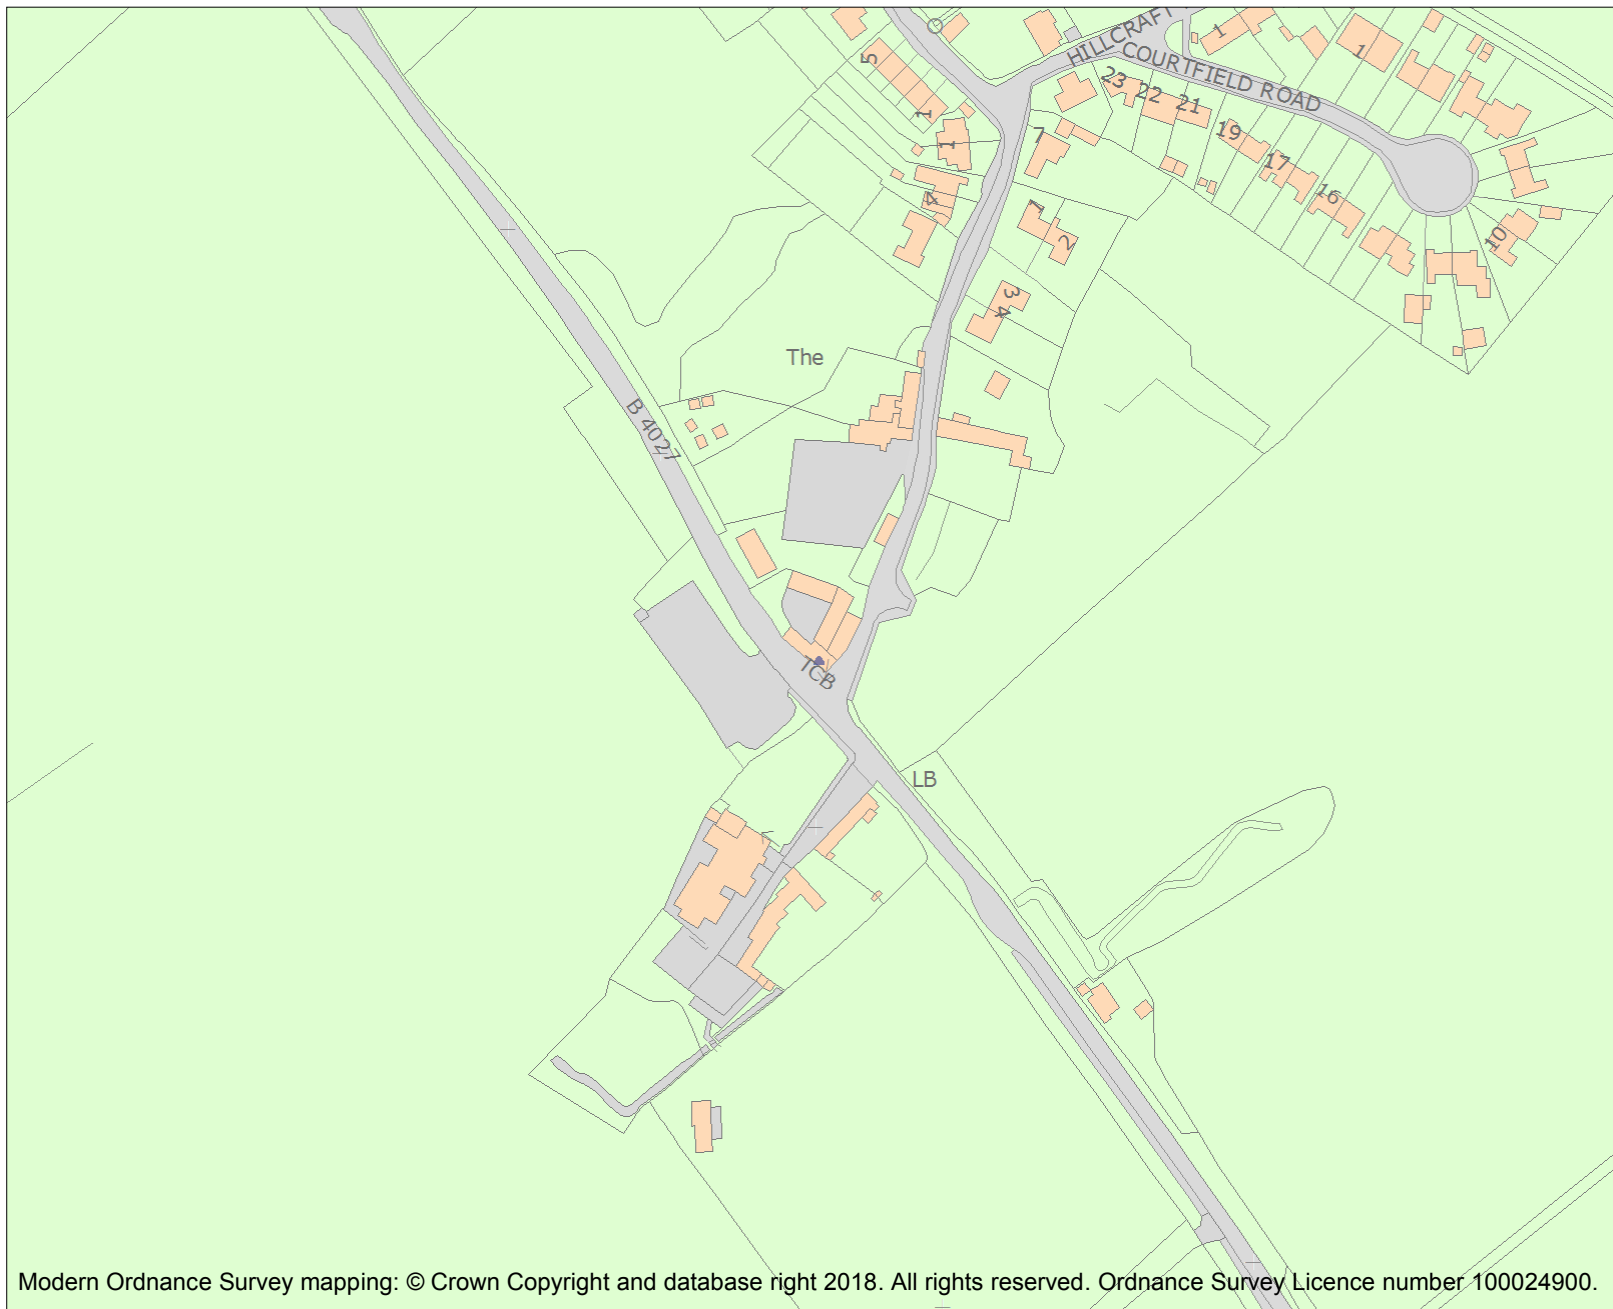 HILLCRAFT
COURTFIELD ROAD
5
1
1
4
7
23
22
21
19
17
16
10
1
1
1
2
3
4
The
B 4027
TCB
LB
Modern Ordnance Survey mapping: © Crown Copyright and database right 2018. All rights reserved. Ordnance Survey Licence number 100024900.